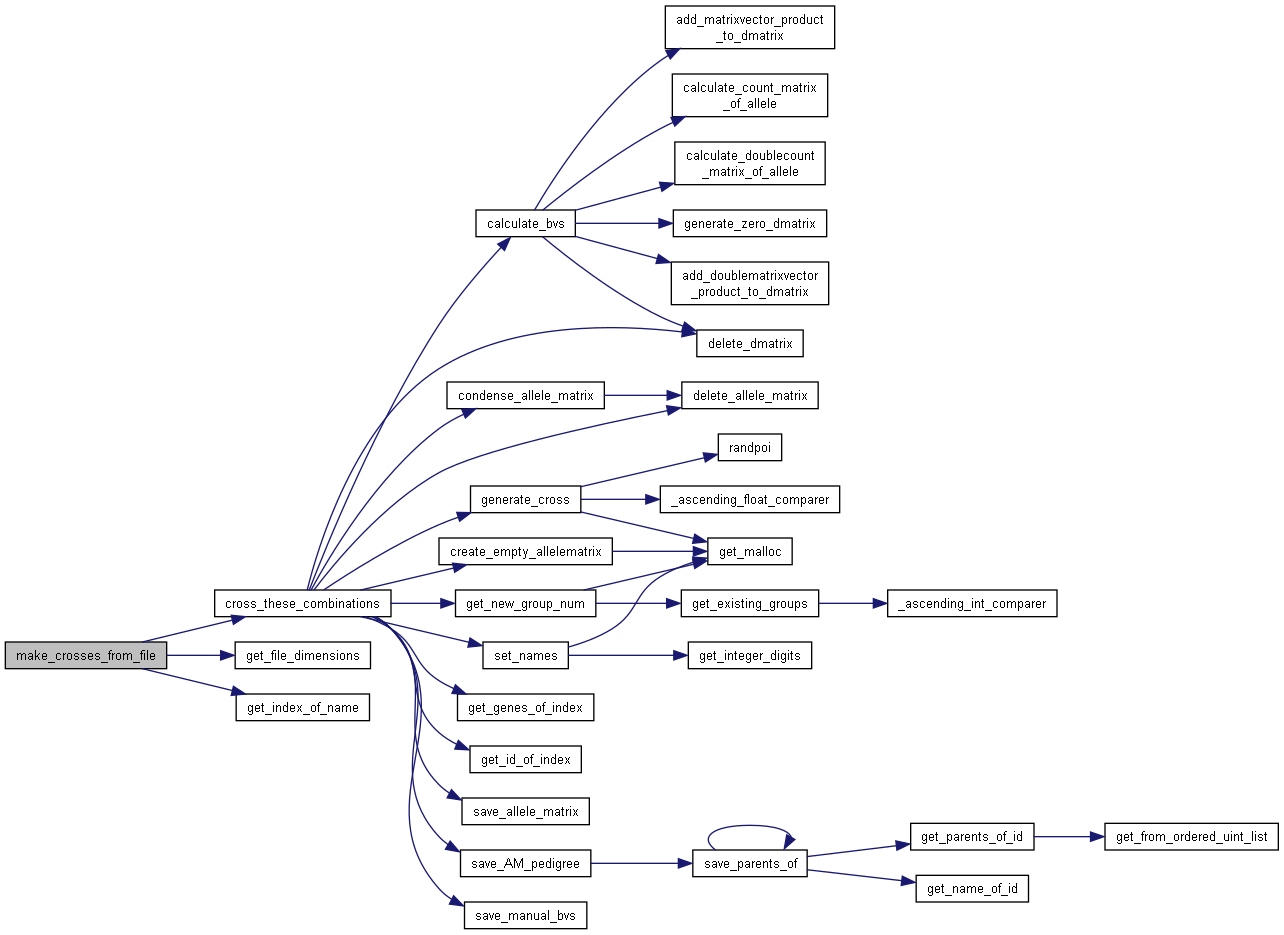 add_matrixvector_product
_to_dmatrix
calculate_count_matrix
_of_allele
calculate_doublecount
_matrix_of_allele
calculate_bvs
generate_zero_dmatrix
add_doublematrixvector
_product_to_dmatrix
delete_dmatrix
condense_allele_matrix
delete_allele_matrix
randpoi
generate_cross
_ascending_float_comparer
create_empty_allelematrix
get_malloc
cross_these_combinations
get_new_group_num
get_existing_groups
_ascending_int_comparer
make_crosses_from_file
get_file_dimensions
set_names
get_integer_digits
get_index_of_name
get_genes_of_index
get_id_of_index
save_allele_matrix
get_parents_of_id
get_from_ordered_uint_list
save_AM_pedigree
save_parents_of
get_name_of_id
save_manual_bvs